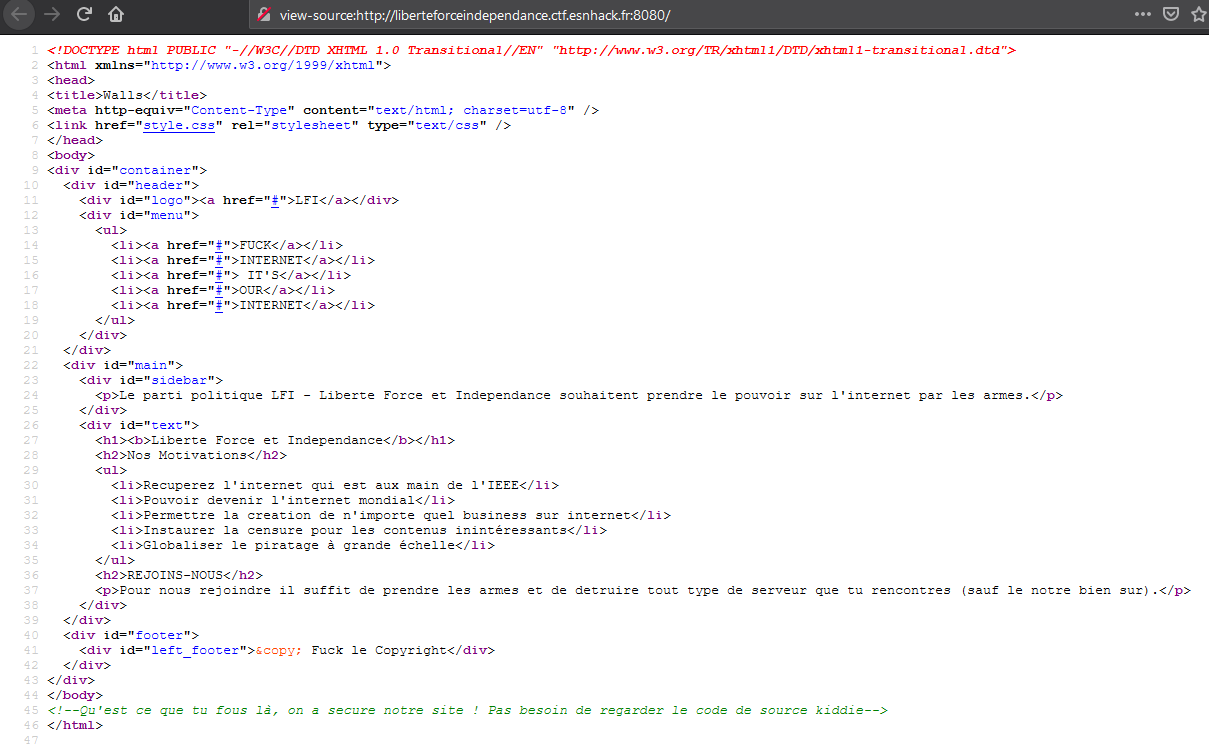 view-source:http://liberteforceindependance.ctf.esnhack.fr:8080/
1 <!DOCTYPE html PUBLIC "-//W3C//DTD XHTML 1.0 Transitional//EN" "http://www.w3.org/TR/xhtml1/DTD/xhtml1-transitional.dtd">
2 <html xmlns="http://www.w3.org/1999/xhtml">
3 <head>
4 <title>Walls</title>
5 <meta http-equiv="Content-Type" content="text/html; charset=utf-8" />
6 <link href="style.css" rel="stylesheet" type="text/css" />
7 </head>
8 <body>
9 <div id="container">
10 <div id="header">
11 <div id="logo"><a href="#">LFI</a></div>
12 <div id="menu">
13 <ul>
14 <li><a href="#">FUCK</a></li>
15 <li><a href="#">INTERNET</a></li>
16 <li><a href="#"> IT'S</a></li>
17 <li><a href="#">OUR</a></li>
18 <li><a href="#">INTERNET</a></li>
19 </ul>
20 </div>
21 </div>
22 <div id="main">
23 <div id="sidebar">
24 <p>Le parti politique LFI - Liberte Force et Independance souhaitent prendre le pouvoir sur l'internet par les armes.</p>
25 </div>
26 <div id="text">
27 <h1><b>Liberte Force et Independance</b></h1>
28 <h2>Nos Motivations</h2>
29 <ul>
30 <li>Recuperez l'internet qui est aux main de l'IEEE</li>
31 <li>Pouvoir devenir l'internet mondial</li>
32 <li>Permettre la creation de n'importe quel business sur internet</li>
33 <li>Instaurer la censure pour les contenus inintéressants</li>
34 <li>Globaliser le piratage à grande échelle</li>
35 </ul>
36 <h2>REJOINS-NOUS</h2>
37 <p>Pour nous rejoindre il suffit de prendre les armes et de detruire tout type de serveur que tu rencontres (sauf le notre bien sur).</p>
38 </div>
39 </div>
40 <div id="footer">
41 <div id="left_footer">&copy; Fuck le Copyright</div>
42 </div>
43 </div>
44 </body>
45 <!--Qu'est ce que tu fous là, on a secure notre site ! Pas besoin de regarder le code de source kiddie-->
46 </html>
47